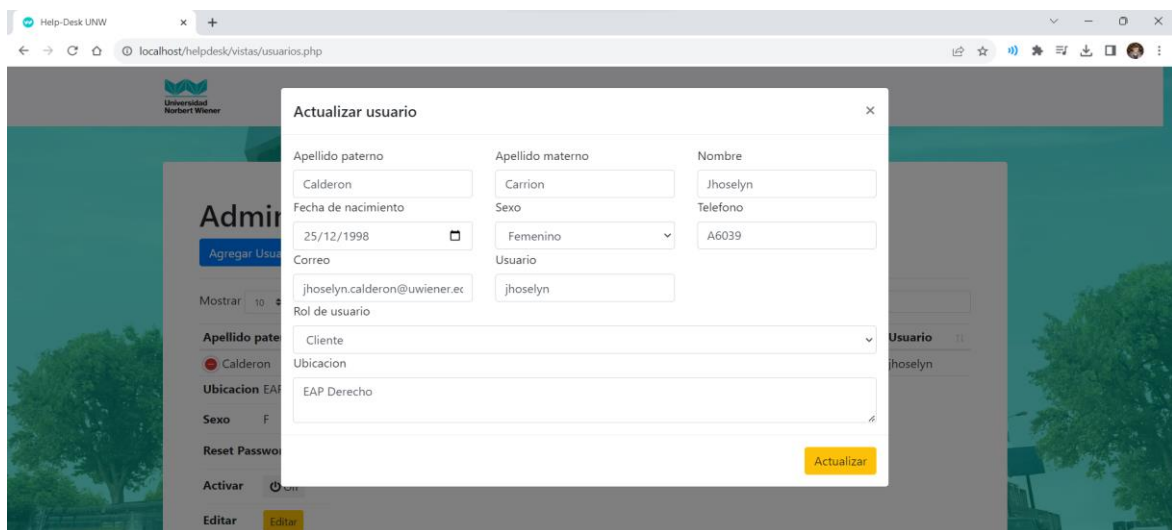 Help-Desk UNW
localhost/helpdesk/vistas/usuarios.php
Universidad
Norbert Wiener
Actualizar usuario
Apellido paterno Apellido materno Nombre
Calderon Carrion Jhoselyn
Fecha de nacimiento Sexo Telefono
25/12/1998 Femenino A6039
Correo Usuario
jhoselyn.calderon@uwiener.ec jhoselyn
Rol de usuario
Cliente
Ubicacion
EAP Derecho
Actualizar
Admir
Agregar Usua
Mostrar 10
Apellido pate Usuario
Calderon jhoselyn
Ubicacion EAP
Sexo F
Reset Passwo
Activar Off
Editar Editar